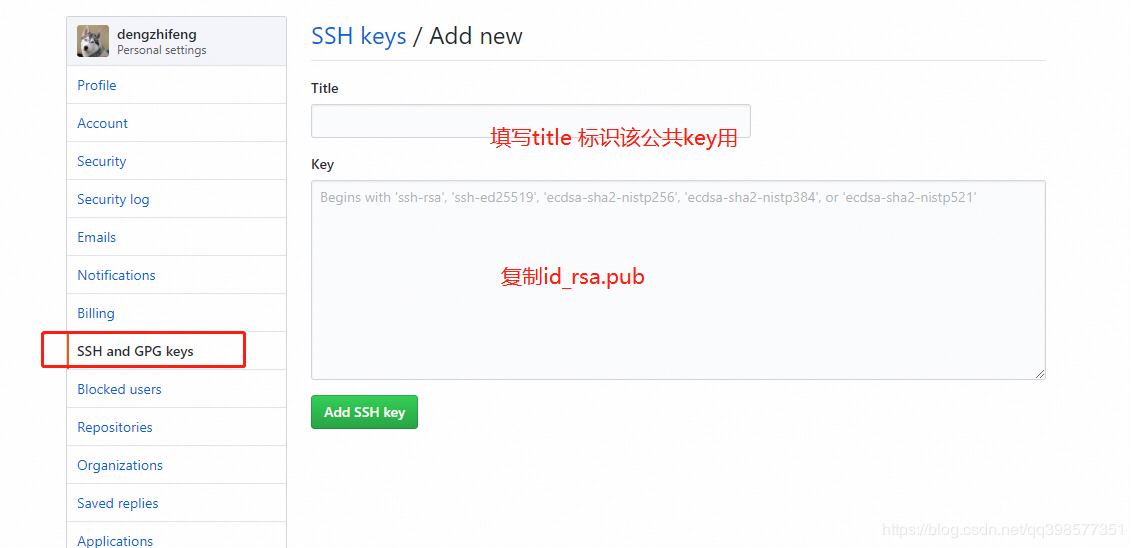 dengzhifeng
Personal settings
Profile
Account
Security
Security log
Emails
Notifications
Billing
SSH and GPG keys
Blocked users
Repositories
Organizations
Saved replies
Applications
SSH keys / Add new
Title
填写title 标识该公共key用
Key
Begins with 'ssh-rsa', 'ssh-ed25519', 'ecdsa-sha2-nistp256', 'ecdsa-sha2-nistp384', or 'ecdsa-sha2-nistp521'
复制id_rsa.pub
Add SSH key
https://blog.csdn.net/qq398577351